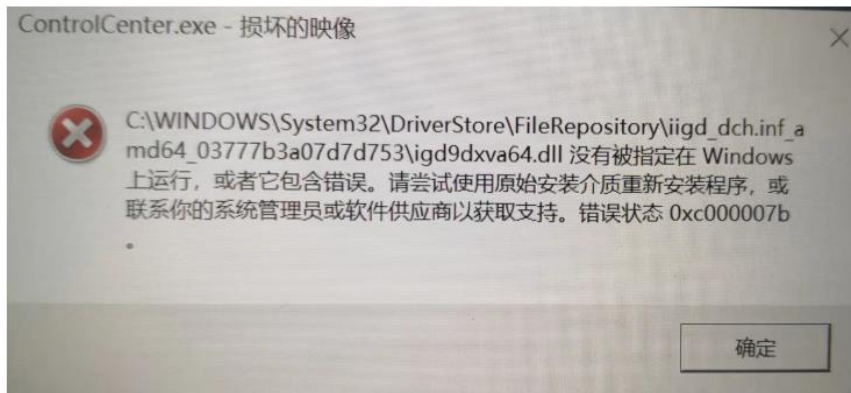 ControlCenter.exe - 损坏的映像
C:\WINDOWS\System32\DriverStore\FileRepository\iigd_dch.inf_a
md64_03777b3a07d7d753\igd9dxva64.dll 没有被指定在 Windows
上运行，或者它包含错误。请尝试使用原始安装介质重新安装程序，或
联系你的系统管理员或软件供应商以获取支持。错误状态 0xc000007b
。
确定